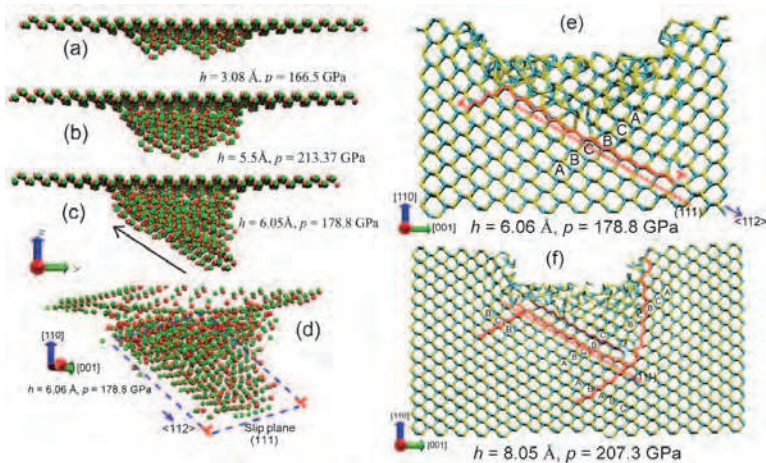 (a)
h = 3.08 Å, p = 166.5 GPa
(b)
h = 5.5Å, p = 213.37 GPa
(c)
h = 6.05Å, p = 178.8 GPa
Z
Y
(d)
[110]
[001]
h = 6.06 Å, p = 178.8 GPa
<112>
Slip plane
(111)
(e)
A
C
B
C
B
A
(111)
[110]
[001]
<112>
h = 6.06 Å, p = 178.8 GPa
(f)
[110]
[001]
h = 8.05 Å, p = 207.3 GPa